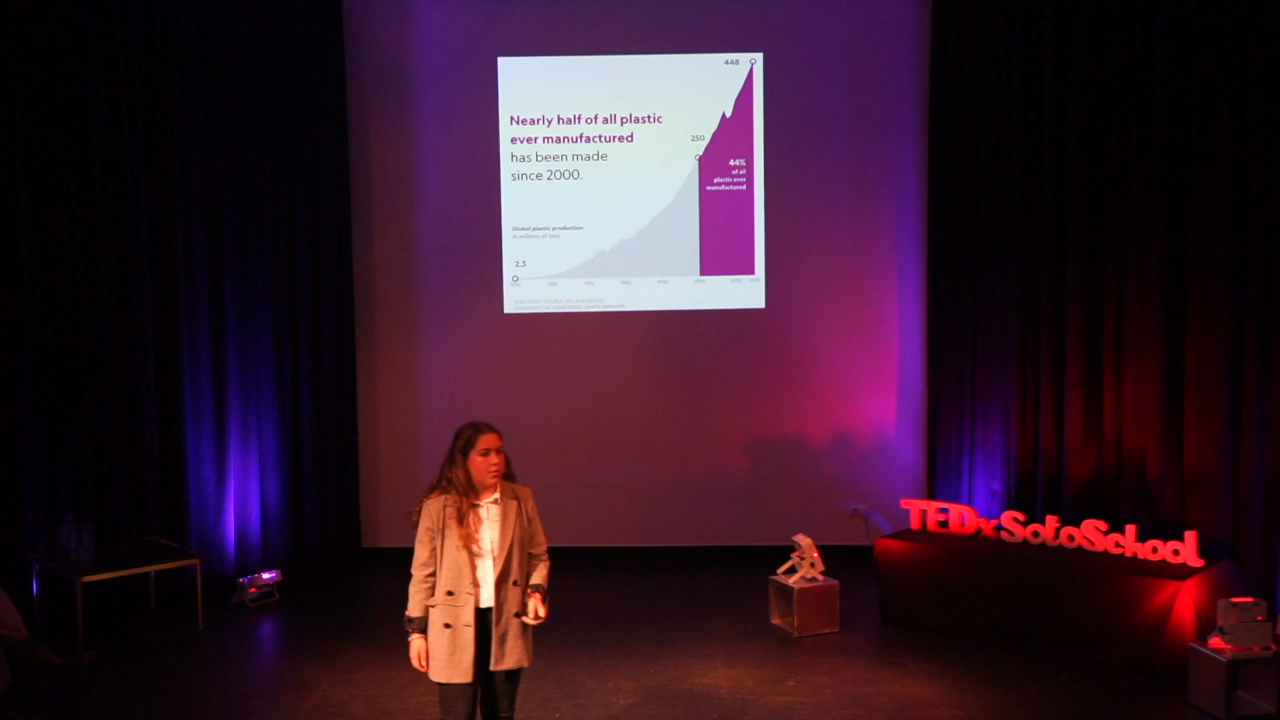 448
Nearly half of all plastic
ever manufactured
has been made
since 2000.
250
44%
of all
plastic ever
manufactured
Global plastic production
in millions of tons
2.3
TEDxSotoSchool